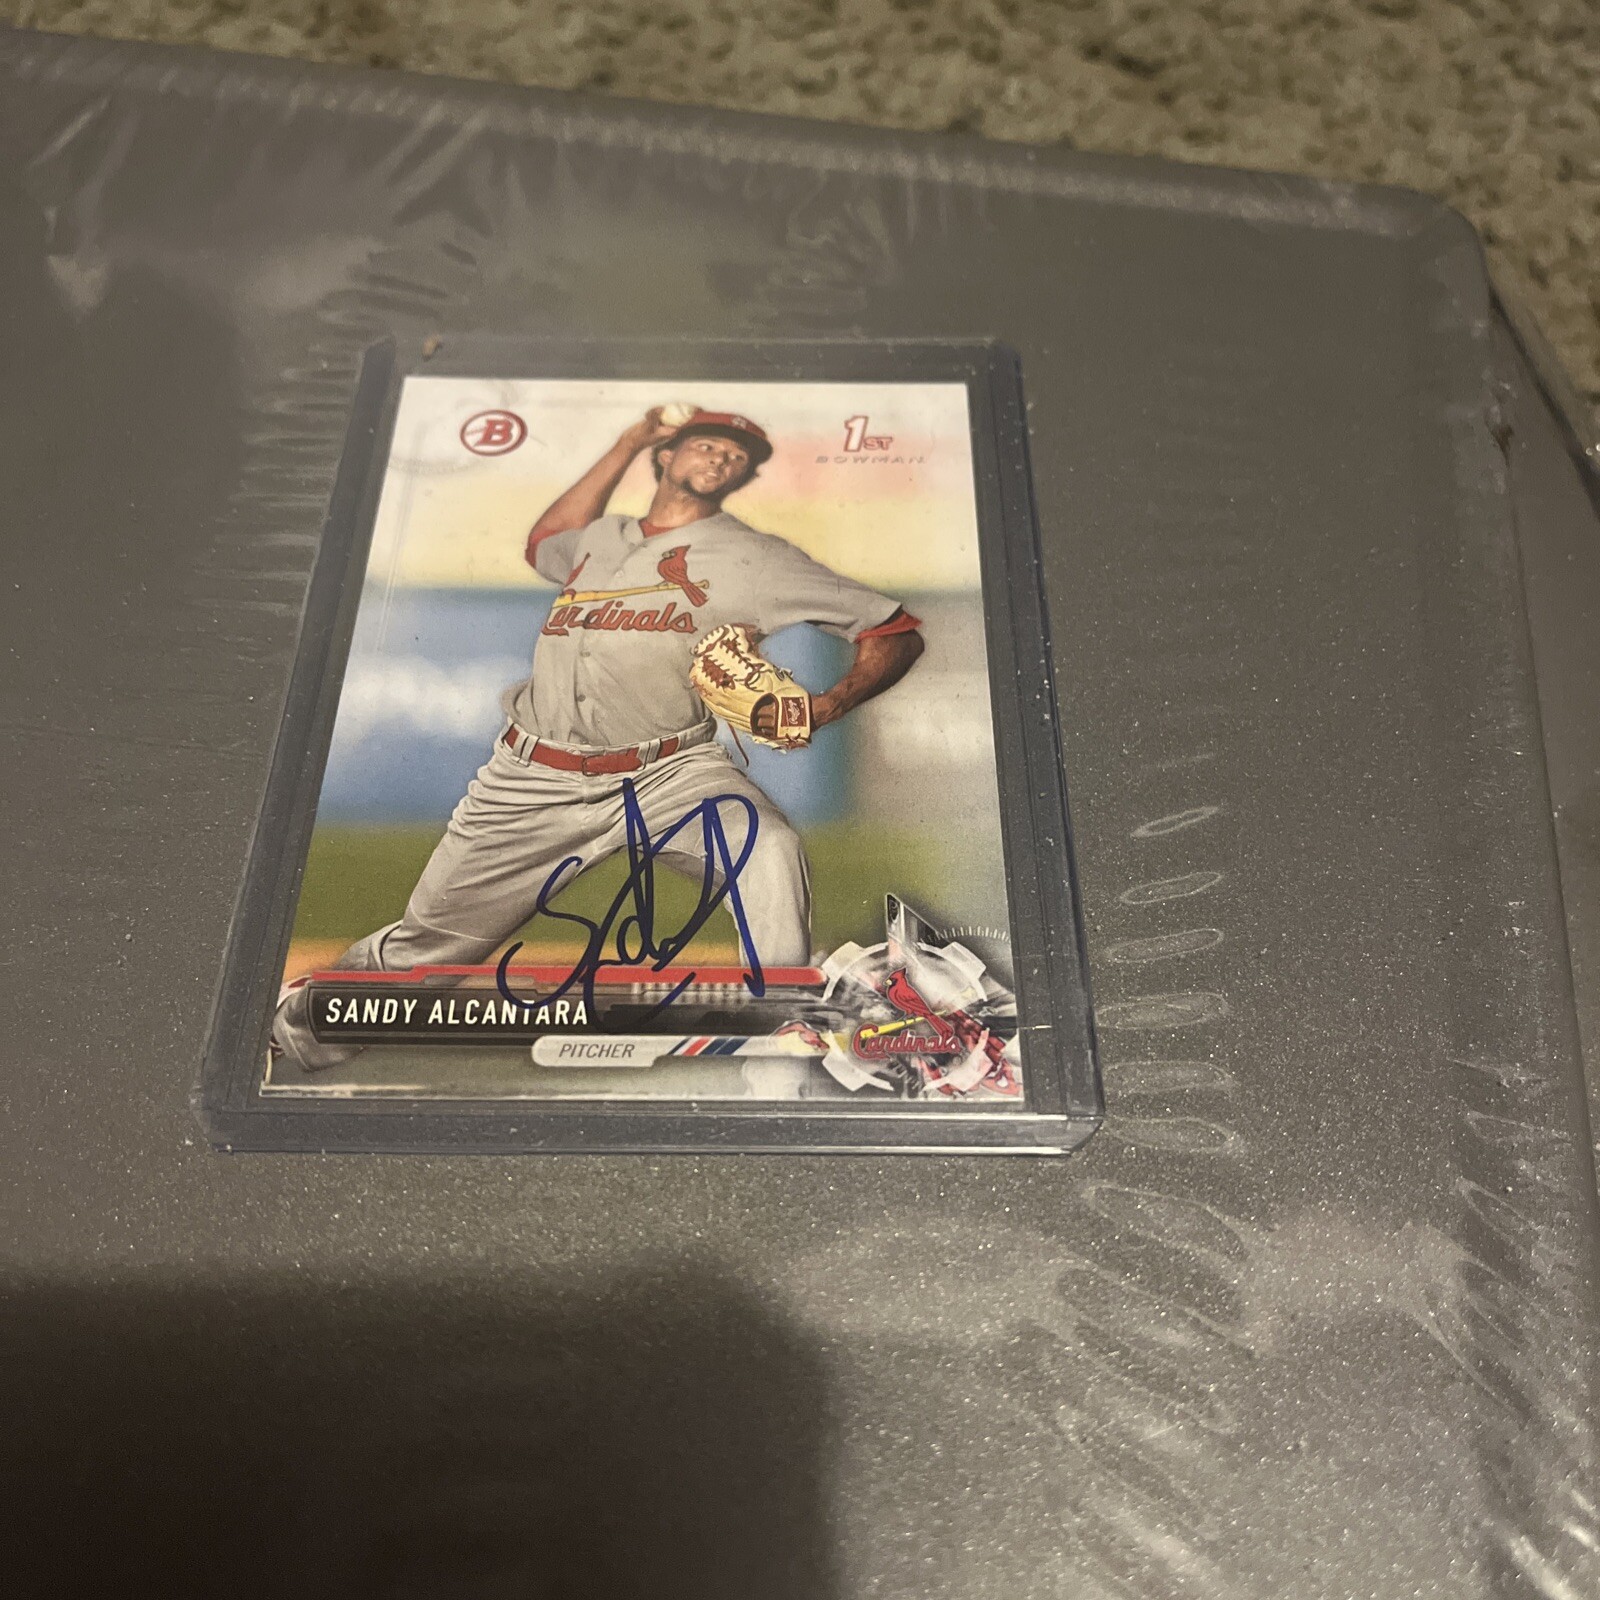 B
1ST
BOWMAN
Cardinals
SANDY ALCANTARA
PITCHER
Cardinals